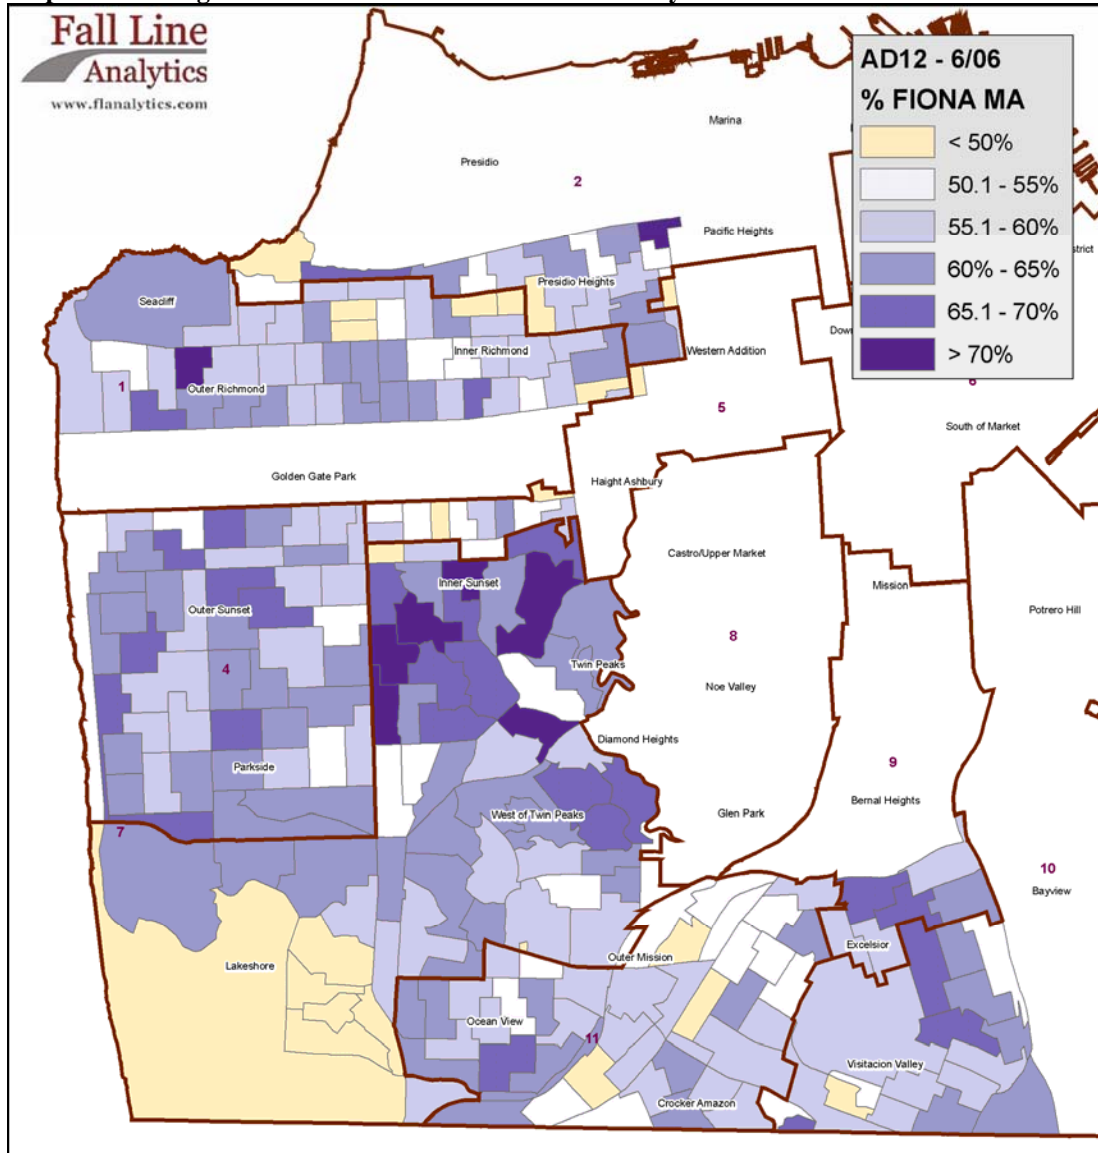 Fall Line
Analytics
www.flanalytics.com
AD12 - 6/06
% FIONA MA
< 50%
50.1 - 55%
55.1 - 60%
60% - 65%
65.1 - 70%
> 70%
Marina
Presidio
2
Pacific Heights
Presidio Heights
Seacliff
Inner Richmond
Western Addition
1
Outer Richmond
5
South of Market
Golden Gate Park
Haight Ashbury
Castro/Upper Market
Inner Sunset
Mission
Outer Sunset
Potrero Hill
8
4
Twin Peaks
Noe Valley
Diamond Heights
Parkside
9
Bernal Heights
West of Twin Peaks
Glen Park
7
10
Bayview
Excelsior
Outer Mission
Lakeshore
Ocean View
11
Visitacion Valley
Crocker Amazon